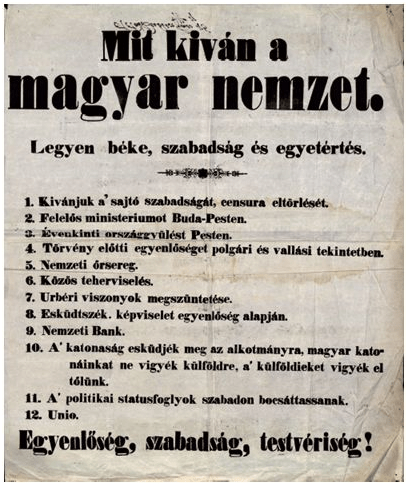 Mit kiván a
magyar nemzet.
Legyen béke, szabadság és egyetértés.
1. Kivánjuk a’ sajtó szabadságát, censura eltörlését.
2. Felelős ministeriumot Buda-Pesten.
3. Évenkinti országgyülést Pesten.
4. Törvény előtti egyenlőséget polgári és vallási tekintetben.
5. Nemzeti őrsereg.
6. Közös teherviselés.
7. Urbéri viszonyok megszüntetése.
8. Esküdtszék. képviselet egyenlőség alapján.
9. Nemzeti Bank.
10. A’ katonaság esküdjék meg az alkotmányra, magyar kato-
náinkat ne vigyék külföldre, a’ külföldieket vigyék el
tőlünk.
11. A’ politikai statusfoglyok szabadon bocsáttassanak.
12. Unio.
Egyenlőség, szabadság, testvériség!